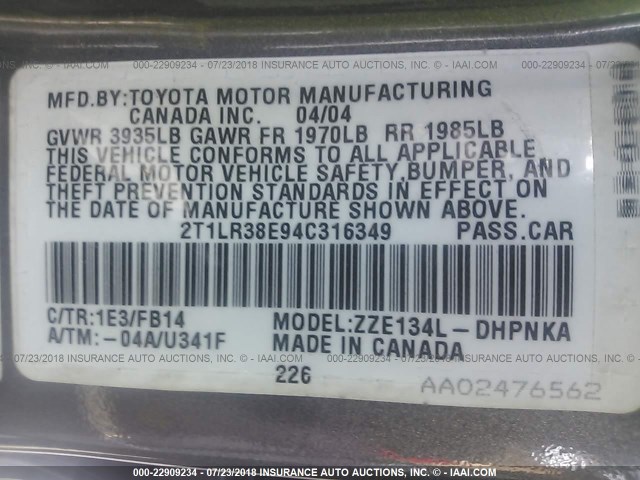 000-22909234 - 07/23/2018 INSURANCE AUTO AUCTIONS, INC. - © IAAI.COM
MFD.BY:TOYOTA MOTOR MANUFACTURING
CANADA INC. 04/04
GVWR 3935LB GAWR FR 1970LB RR 1985LB
THIS VEHICLE CONFORMS TO ALL APPLICABLE
FEDERAL MOTOR VEHICLE SAFETY,BUMPER, AND
THEFT PREVENTION STANDARDS IN EFFECT ON
THE DATE OF MANUFACTURE SHOWN ABOVE.
2T1LR38E94C316349 PASS.CAR
C/TR:1E3/FB14 MODEL:ZZE134L-DHPNKA
A/TM:-04A/U341F MADE IN CANADA
226
AA02476562
000-22909234 - 07/23/2018 INSURANCE AUTO AUCTIONS, INC. - © IAAI.COM